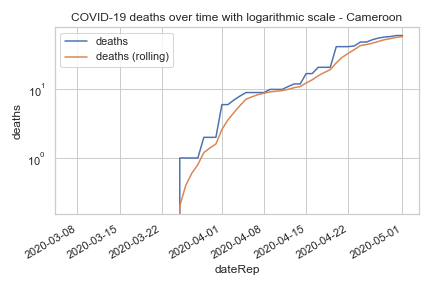 COVID-19 deaths over time with logarithmic scale - Cameroon
deaths
deaths (rolling)
10¹
10⁰
deaths
2020-03-08
2020-03-15
2020-03-22
2020-04-01
2020-04-08
2020-04-15
2020-04-22
2020-05-01
dateRep